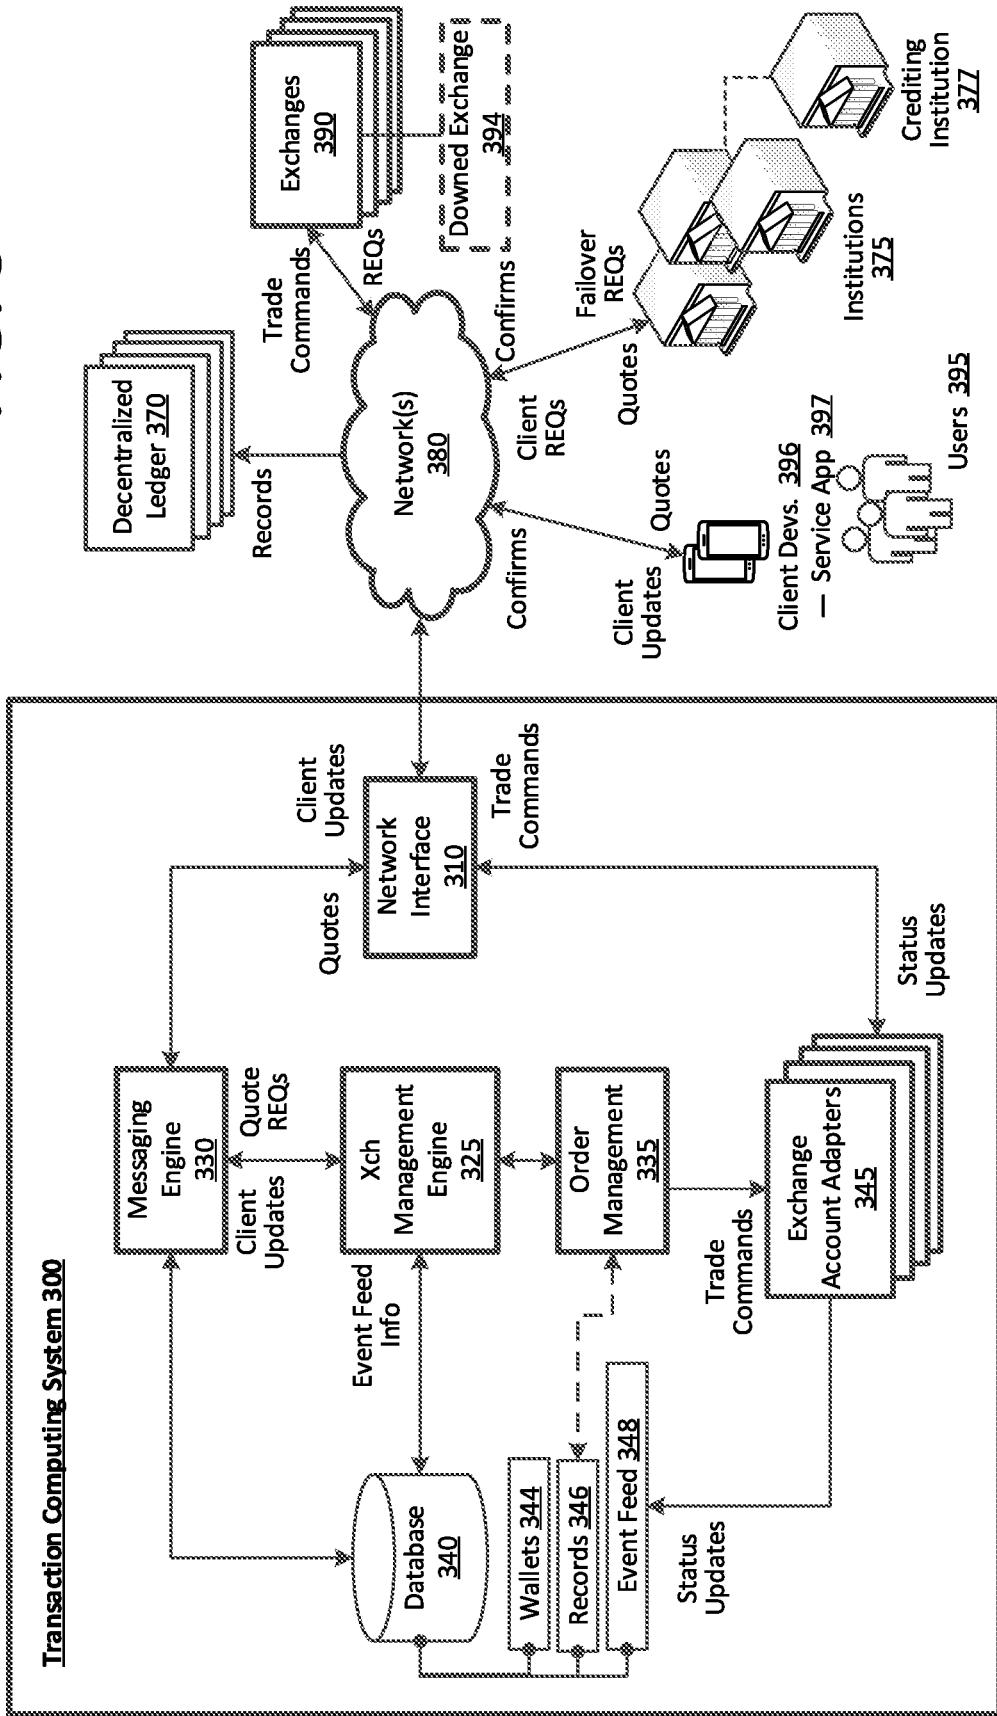 Transaction Computing System 300
Messaging
Engine
330
Quote
REQs
Client
Updates
Quotes
Client
Updates
Network
Interface
310
Trade
Commands
Xch
Management
Engine
325
Event Feed
Info
Database
340
Order
Management
335
Wallets 344
Records 346
Event Feed 348
Status
Updates
Trade
Commands
Exchange
Account Adapters
345
Status
Updates
Decentralized
Ledger 370
Records
Network(s)
380
Trade
Commands
REQs
Exchanges
390
Downed Exchange
394
Confirms
Client
Updates
Quotes
Client Devs. 396
— Service App 397
Users 395
Confirms
Client
REQs
Quotes
Failover
REQs
Institutions
375
Crediting
Institution
377